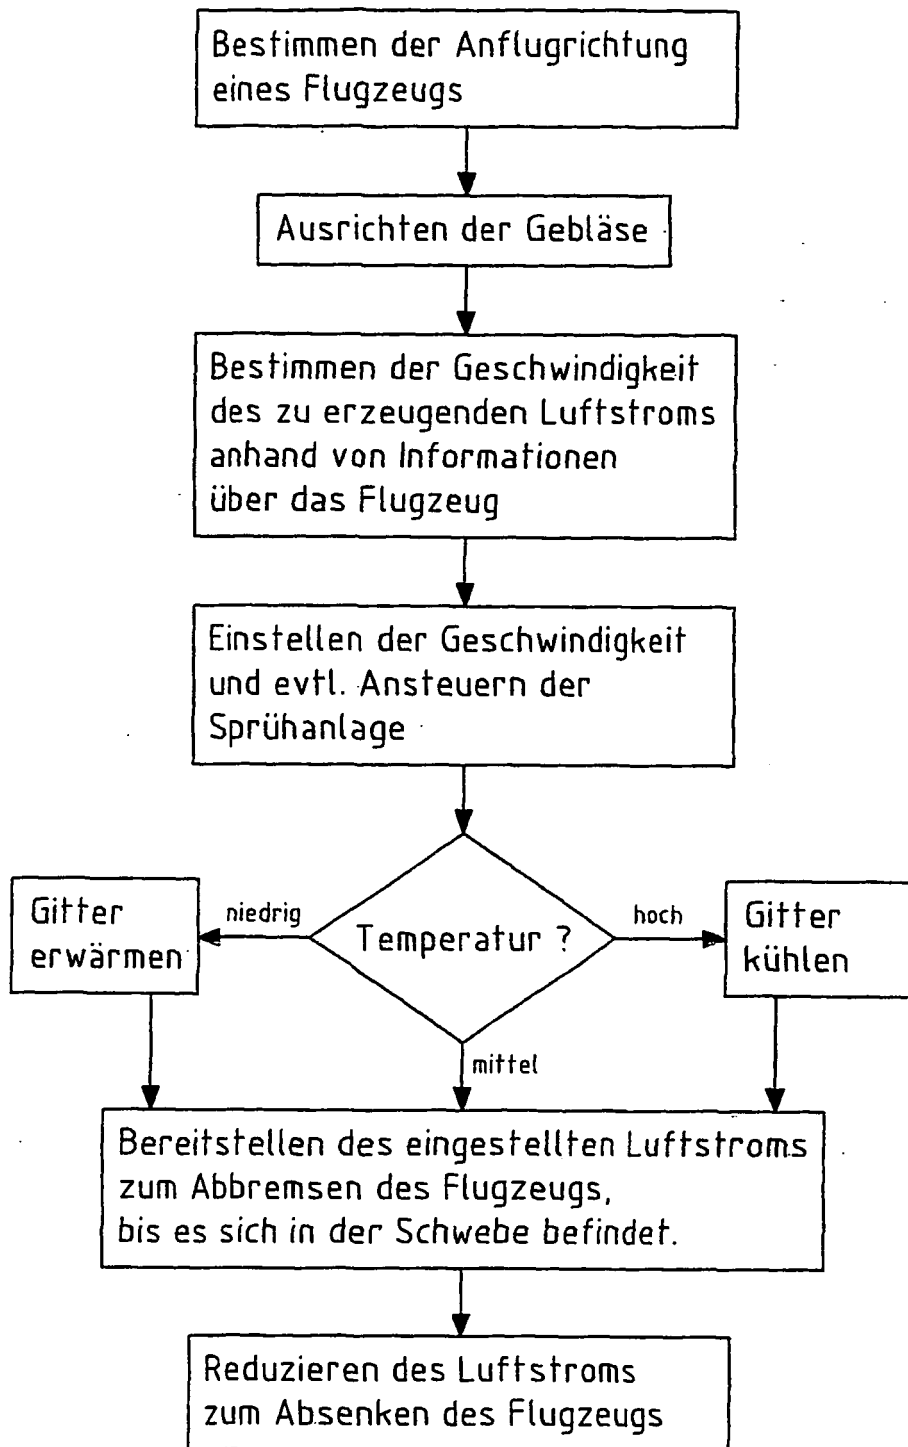 Bestimmen der Anflugrichtung
eines Flugzeugs
Ausrichten der Gebläse
Bestimmen der Geschwindigkeit
des zu erzeugenden Luftstroms
anhand von Informationen
über das Flugzeug
Einstellen der Geschwindigkeit
und evtl. Ansteuern der
Sprühanlage
Temperatur ?
niedrig
Gitter
erwärmen
hoch
Gitter
kühlen
mittel
Bereitstellen des eingestellten Luftstroms
zum Abbremsen des Flugzeugs,
bis es sich in der Schwebe befindet.
Reduzieren des Luftstroms
zum Absenken des Flugzeugs